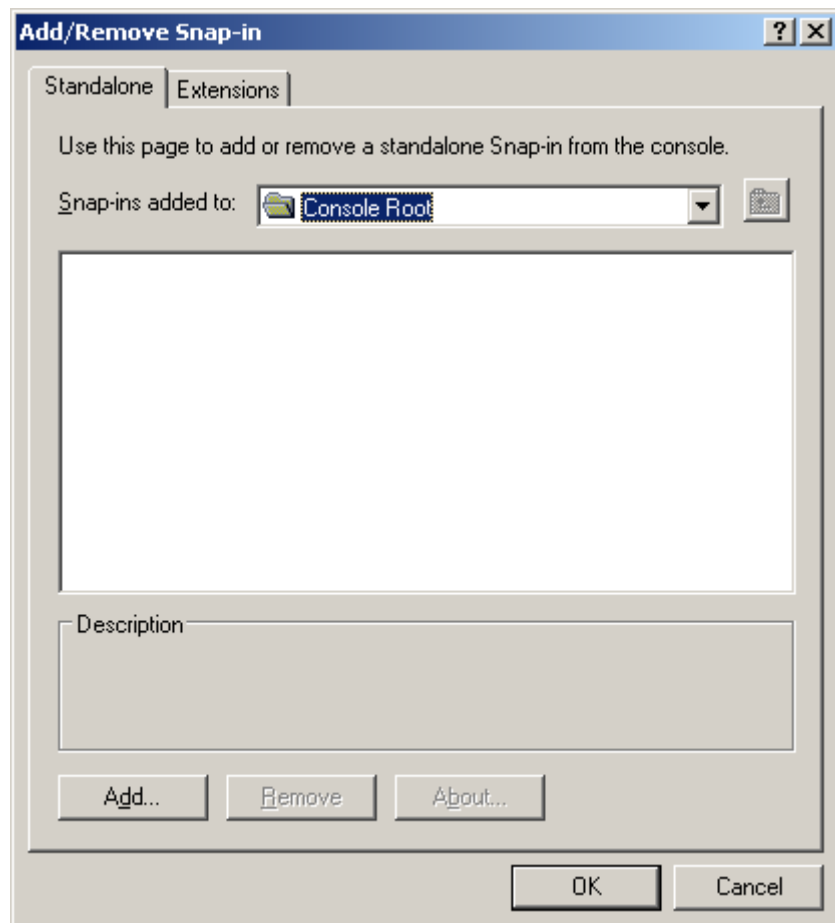 Add/Remove Snap-in
Standalone
Extensions
Use this page to add or remove a standalone Snap-in from the console.
Snap-ins added to:
Console Root
Description
Add...
Remove
About...
OK
Cancel